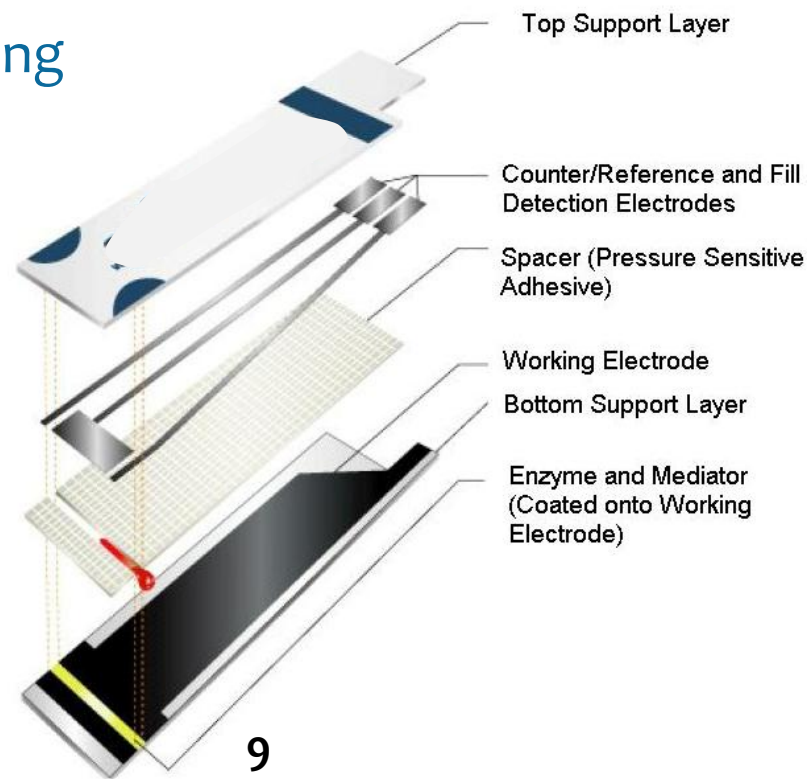 ng
Top Support Layer
Counter/Reference and Fill
Detection Electrodes
Spacer (Pressure Sensitive
Adhesive)
Working Electrode
Bottom Support Layer
Enzyme and Mediator
(Coated onto Working
Electrode)
9